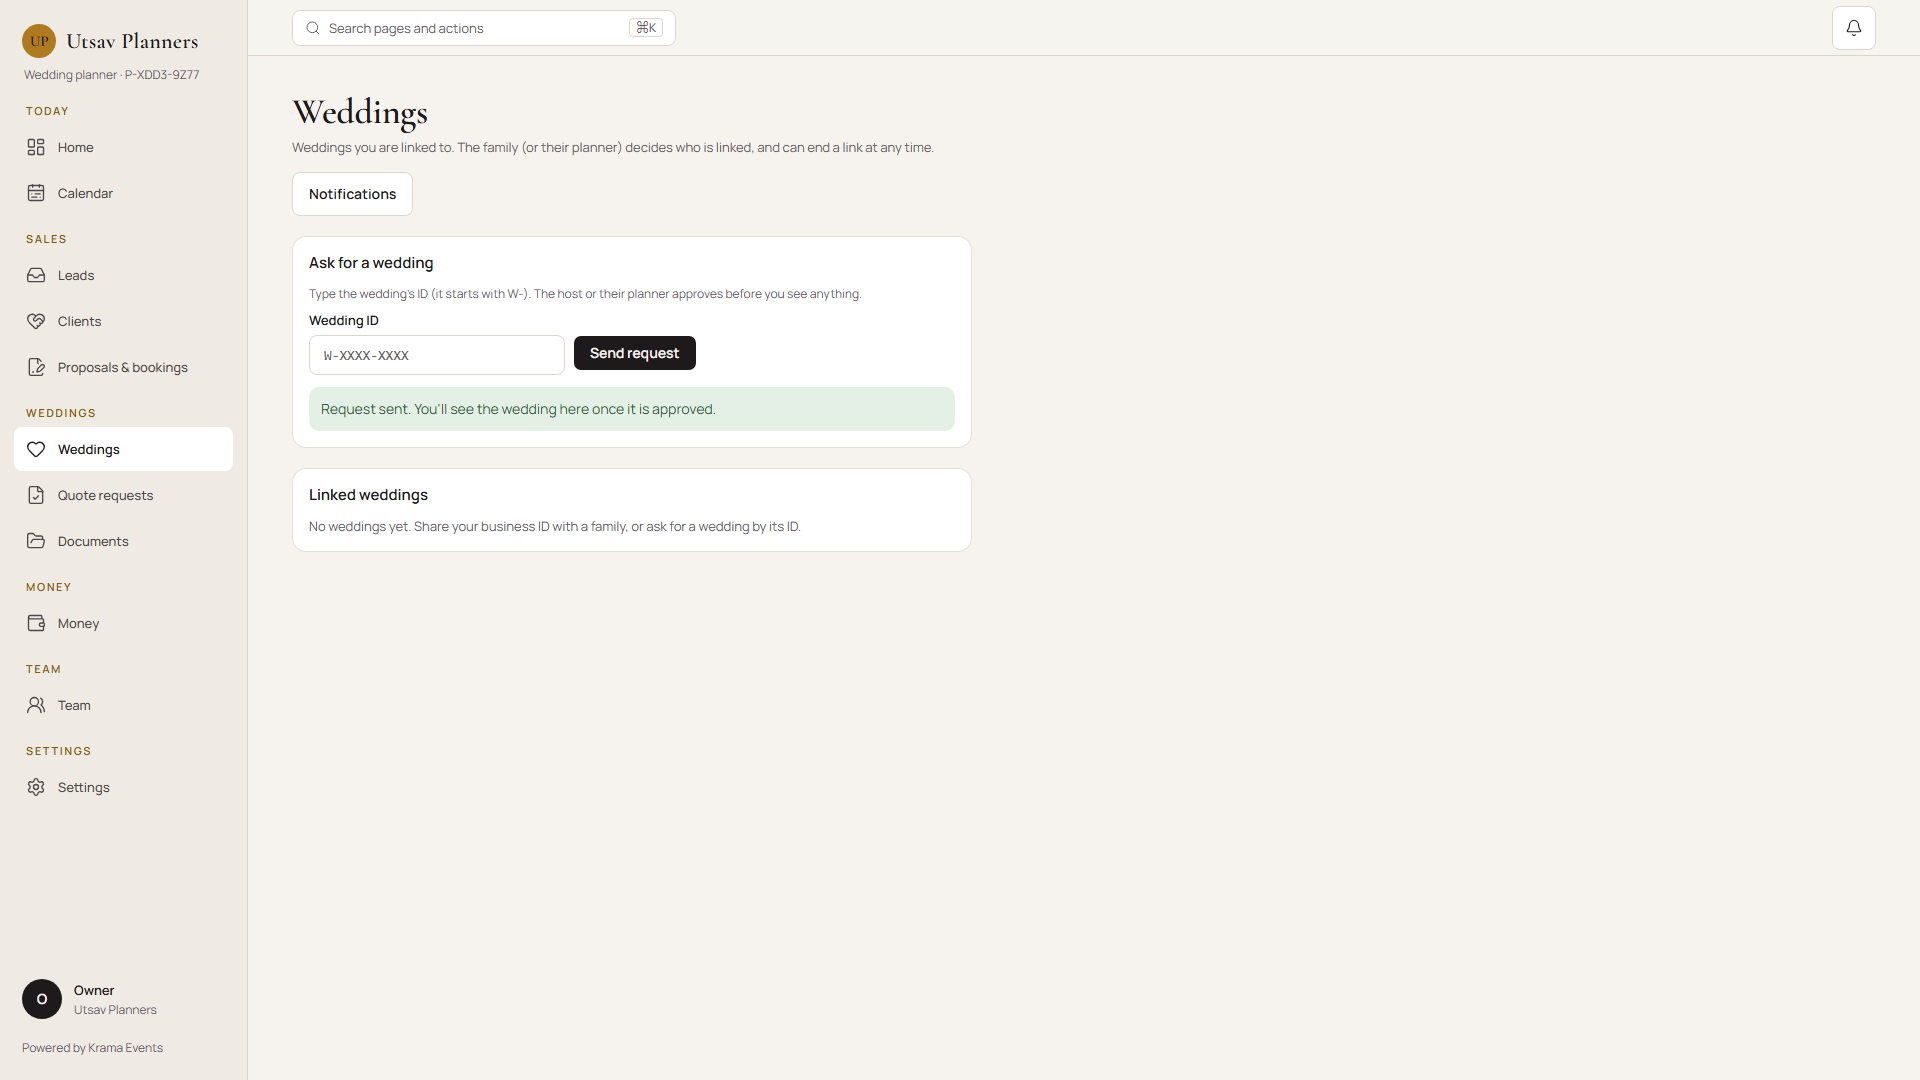 UP Utsav Planners
Wedding planner · P-XDD3-9Z77
TODAY
Home
Calendar
SALES
Leads
Clients
Proposals & bookings
WEDDINGS
Weddings
Quote requests
Documents
MONEY
Money
TEAM
Team
SETTINGS
Settings
O
Owner
Utsav Planners
Powered by Krama Events
Search pages and actions ⌘K
Weddings
Weddings you are linked to. The family (or their planner) decides who is linked, and can end a link at any time.
Notifications
Ask for a wedding
Type the wedding's ID (it starts with W-). The host or their planner approves before you see anything.
Wedding ID
W-XXXX-XXXX
Send request
Request sent. You'll see the wedding here once it is approved.
Linked weddings
No weddings yet. Share your business ID with a family, or ask for a wedding by its ID.